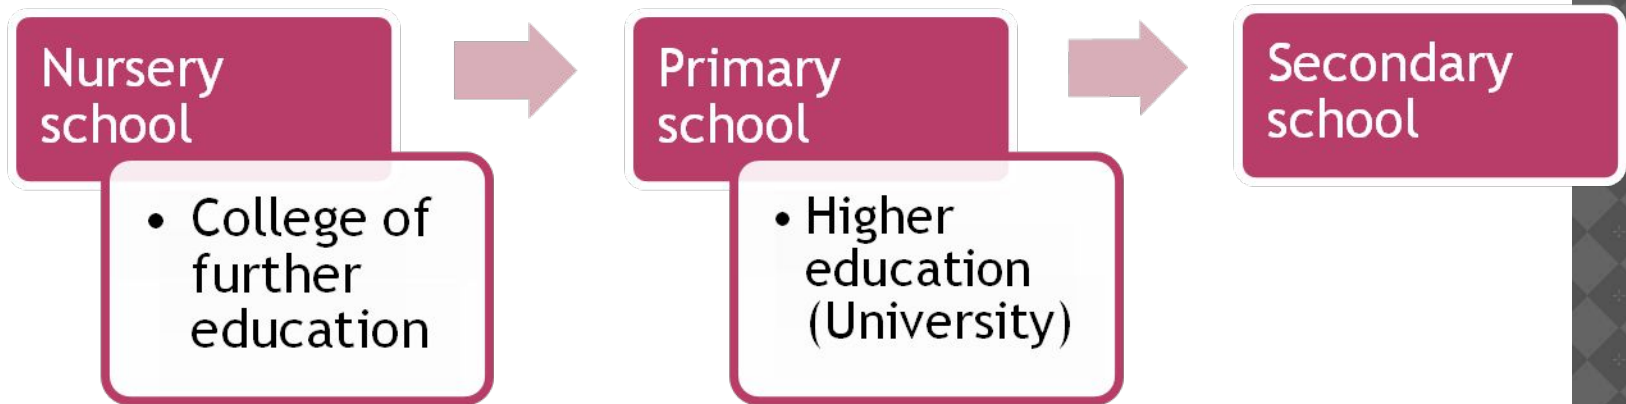 Nursery
school
• College of
further
education
Primary
school
• Higher
education
(University)
Secondary
school